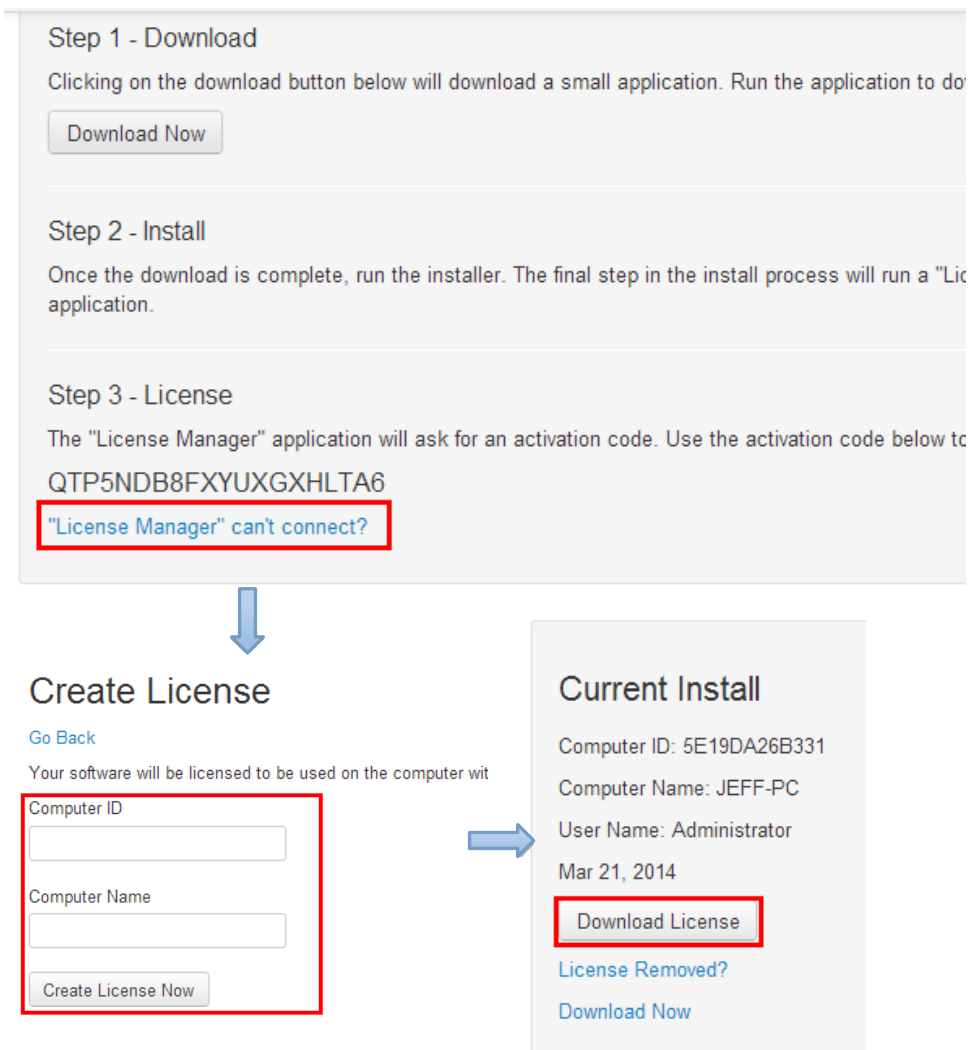 Step 1 - Download
Clicking on the download button below will download a small application. Run the application to do
Download Now
Step 2 - Install
Once the download is complete, run the installer. The final step in the install process will run a "Lic
application.
Step 3 - License
The "License Manager" application will ask for an activation code. Use the activation code below to
QTP5NDB8FXYUXGXHLTA6
"License Manager" can't connect?
Create License
Go Back
Your software will be licensed to be used on the computer wit
Computer ID
Computer Name
Create License Now
Current Install
Computer ID: 5E19DA26B331
Computer Name: JEFF-PC
User Name: Administrator
Mar 21, 2014
Download License
License Removed?
Download Now